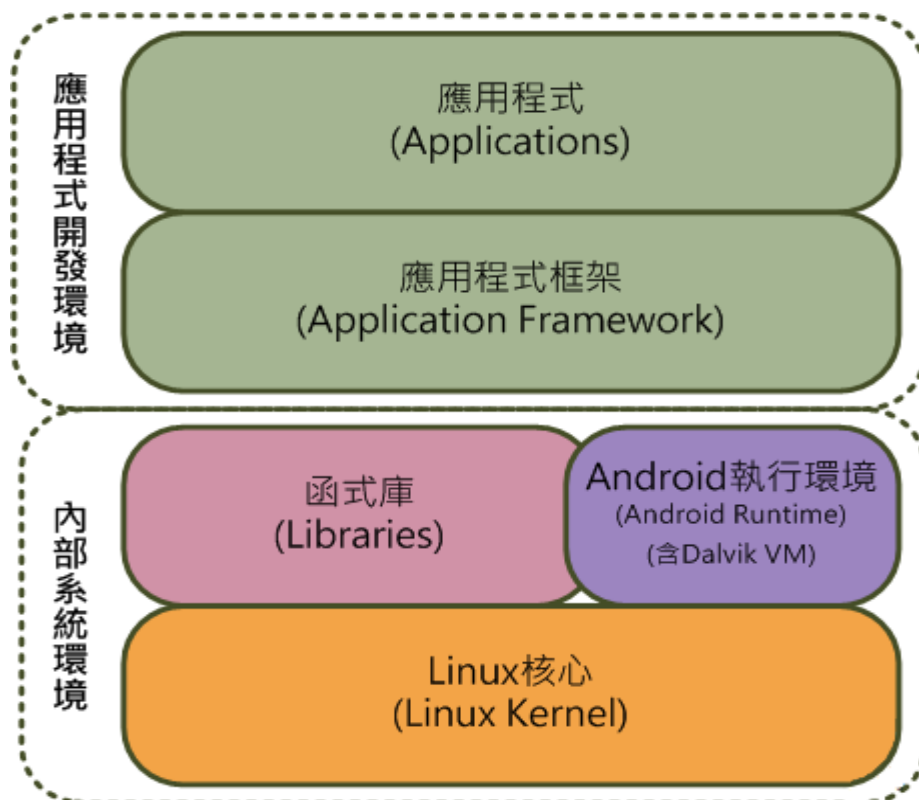 應用程式開發環境
應用程式
(Applications)
應用程式框架
(Application Framework)
內部系統環境
函式庫
(Libraries)
Android執行環境
(Android Runtime)
(含Dalvik VM)
Linux核心
(Linux Kernel)